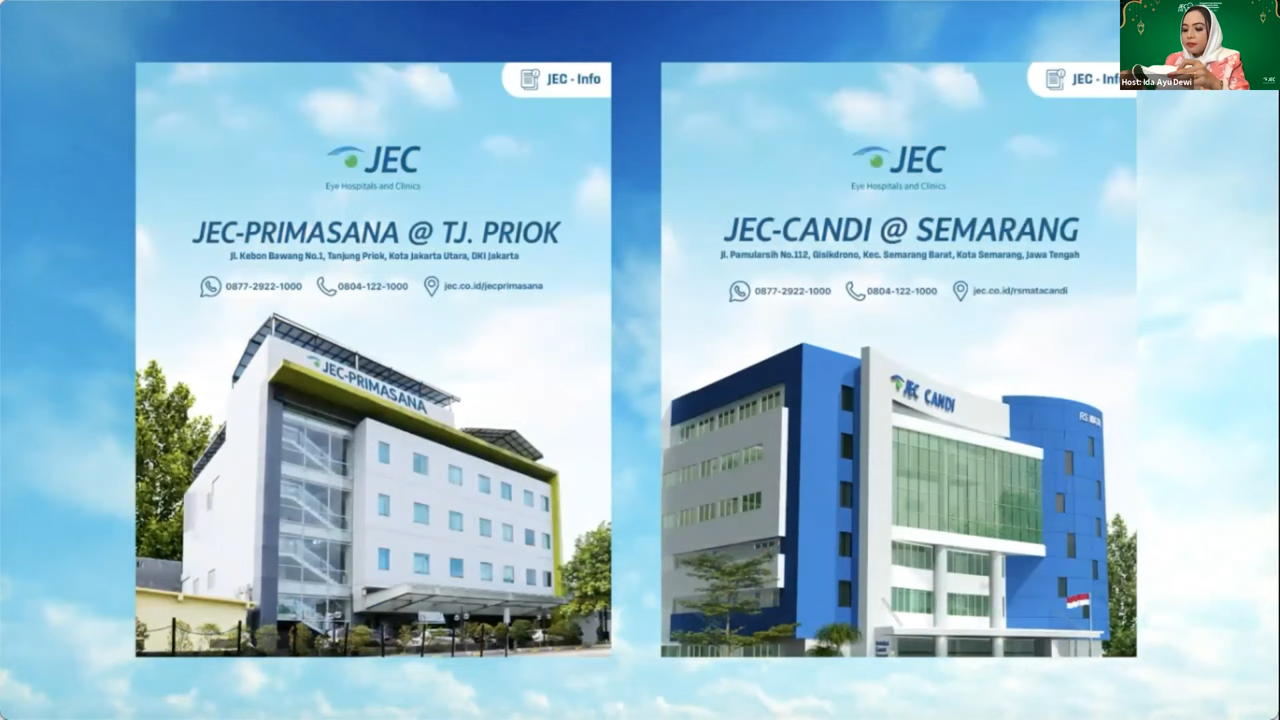 JEC - Info
JEC
Eye Hospitals and Clinics
JEC-PRIMASANA @ TJ. PRIOK
Jl. Kebon Bawang No.1, Tanjung Priok, Kota Jakarta Utara, DKI Jakarta
0877-2922-1000 0804-122-1000 jec.co.id/jecprimasana
JEC-PRIMASANA
JEC - Inf
JEC
Eye Hospitals and Clinics
JEC-CANDI @ SEMARANG
Jl. Pamularsih No.112, Gisikdrono, Kec. Semarang Barat, Kota Semarang, Jawa Tengah
0877-2922-1000 0804-122-1000 jec.co.id/rsmatacandi
JEC CANDI
RS
Host: Ida Ayu Dewi